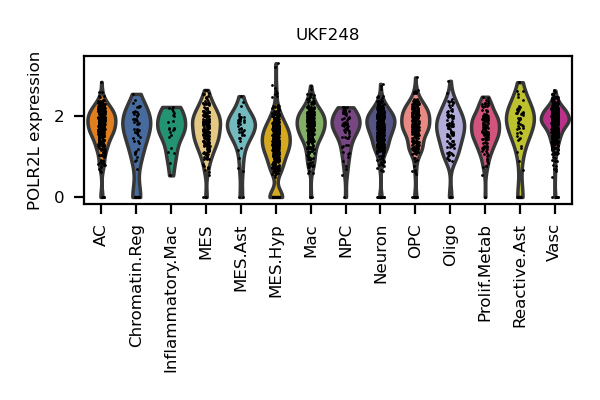 UKF248
POLR2L expression
2
0
AC
Chromatin.Reg
Inflammatory.Mac
MES
MES.Ast
MES.Hyp
Mac
NPC
Neuron
OPC
Oligo
Prolif.Metab
Reactive.Ast
Vasc